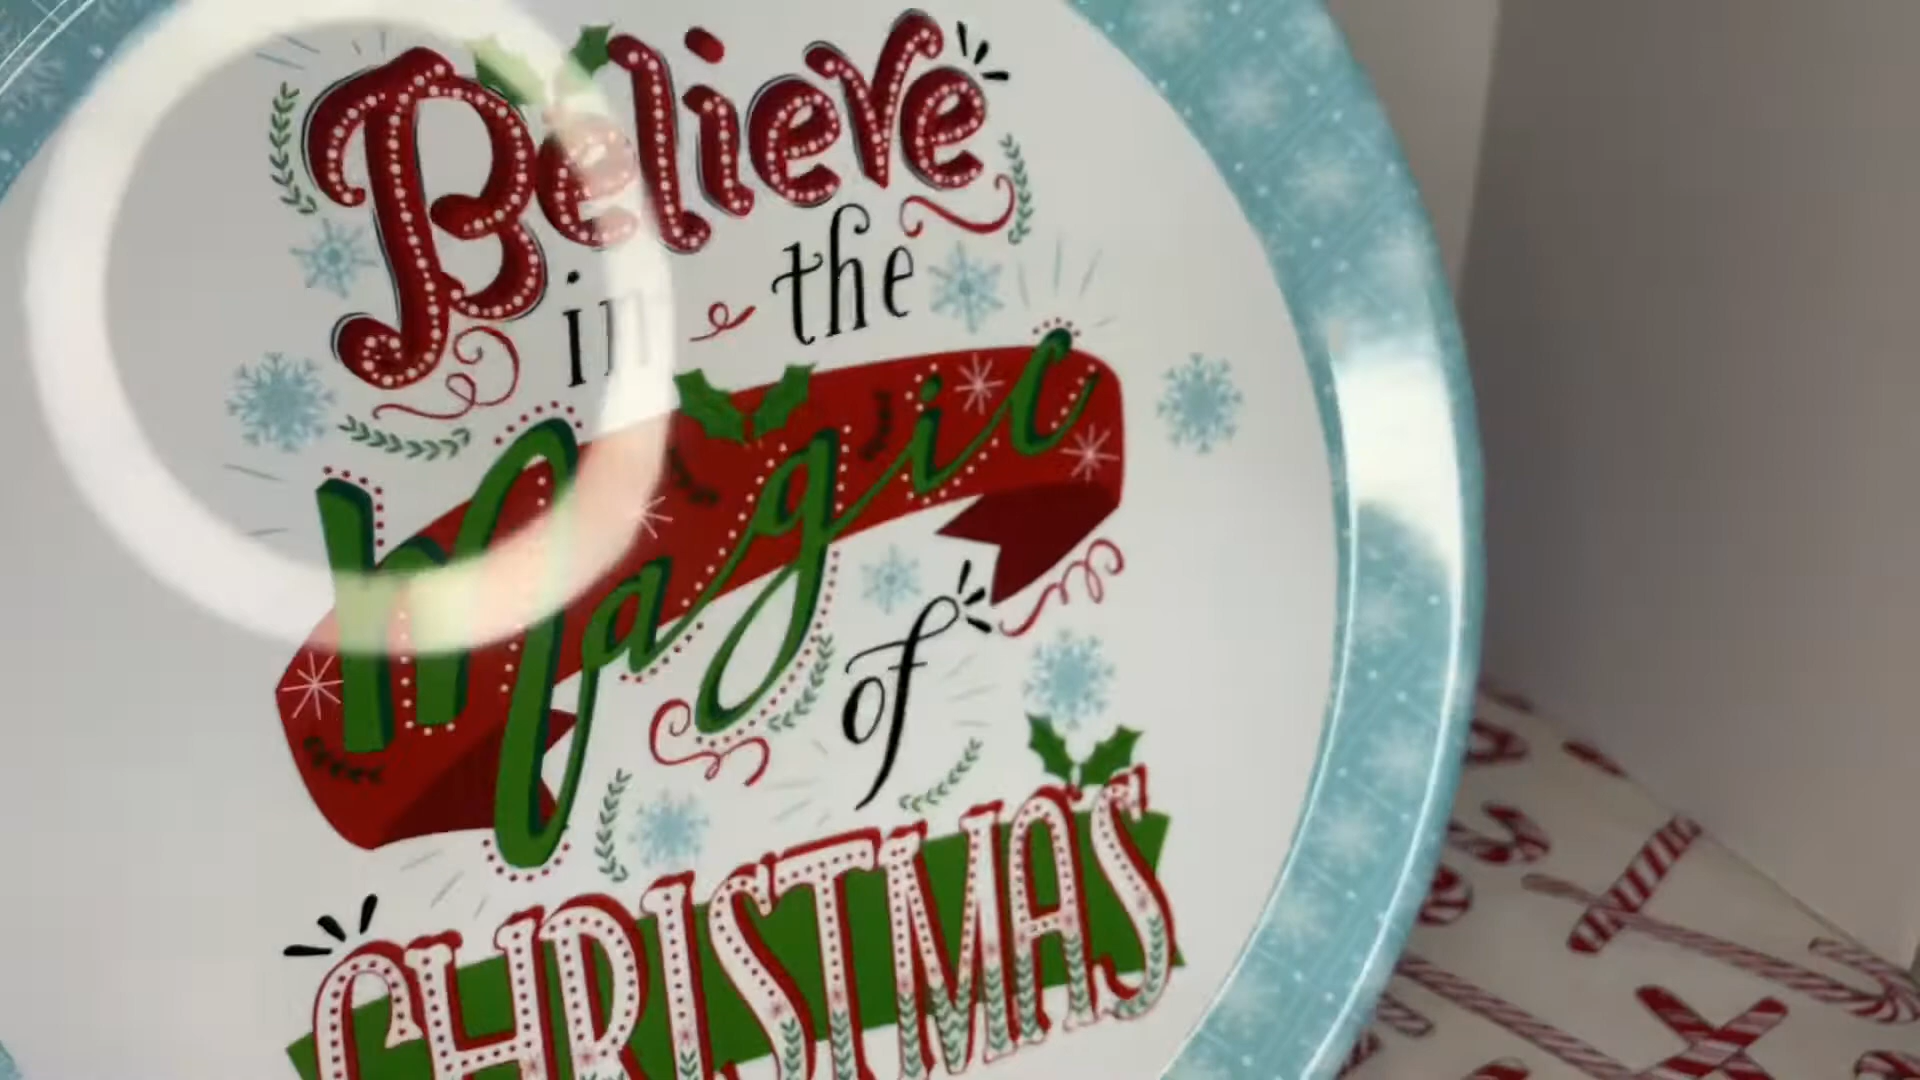 Believe
in the
Magic
of
CHRISTMAS